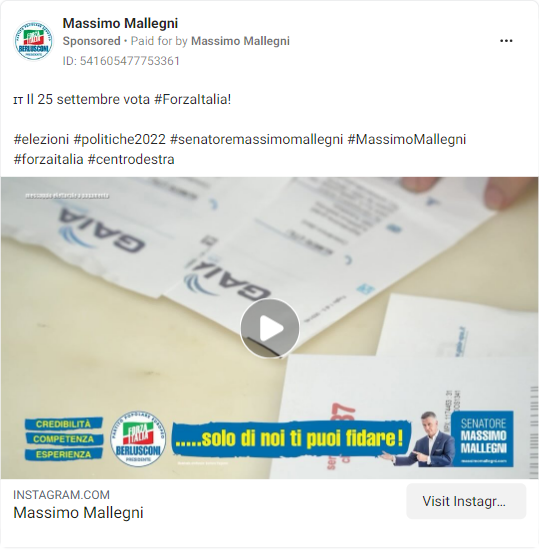 Massimo Mallegni
Sponsored • Paid for by Massimo Mallegni
ID: 541605477753361
IT Il 25 settembre vota #ForzaItalia!
#elezioni #politiche2022 #senatoremassimomallegni #MassimoMallegni
#forzaitalia #centrodestra
GAIA
GAIA
CREDIBILITÀ
COMPETENZA
ESPERIENZA
FORZA
ITALIA
BERLUSCONI
PRESIDENTE
.....solo di noi ti puoi fidare!
SENATORE
MASSIMO
MALLEGNI
INSTAGRAM.COM
Massimo Mallegni
Visit Instagr...